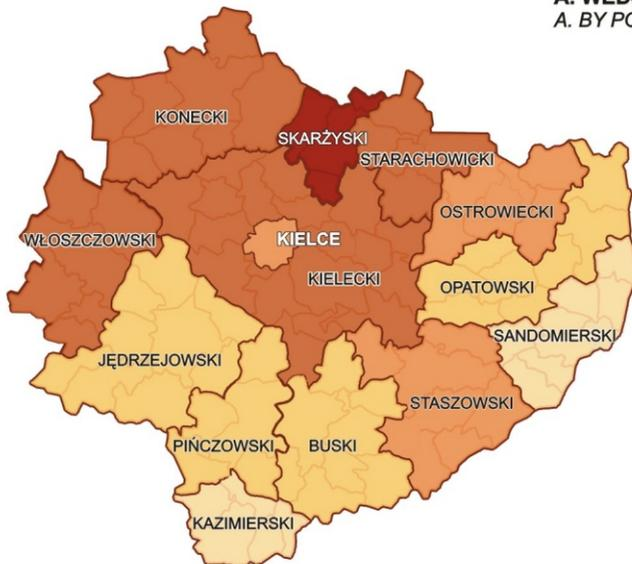 A. BY PO
KONECKI
SKARŻYSKI
STARACHOWICKI
OSTROWIECKI
WŁOSZCZOWSKI
KIELCE
KIELECKI
OPATOWSKI
SANDOMIERSKI
JĘDRZEJOWSKI
STASZOWSKI
PIŃCZOWSKI
BUSKI
KAZIMIERSKI